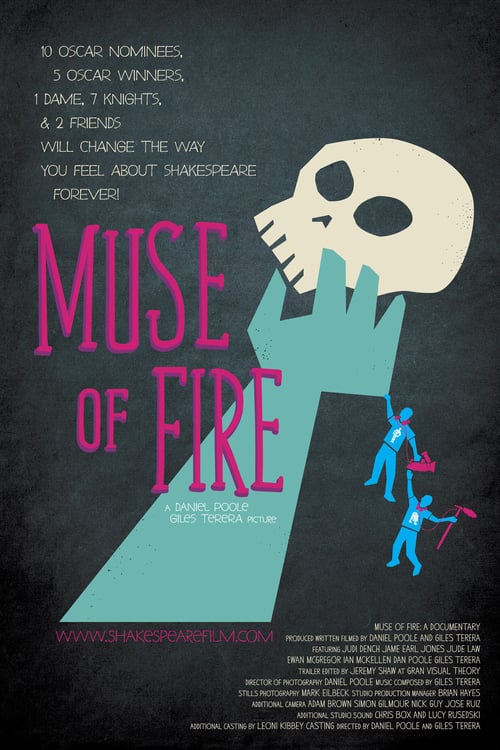 10 OSCAR NOMINEES,
5 OSCAR WINNERS,
1 DAME, 7 KNIGHTS,
& 2 FRIENDS
WILL CHANGE THE WAY
YOU FEEL ABOUT SHAKESPEARE
FOREVER!
MUSE
OF FIRE
A DANIEL POOLE
GILES TERERA PICTURE
WWW.SHAKESPEAREFILM.COM
MUSE OF FIRE: A DOCUMENTARY
PRODUCED WRITTEN FILMED BY DANIEL POOLE AND GILES TERERA
FEATURING JUDI DENCH JAME EARL JONES JUDE LAW
EWAN MCGREGOR IAN MCKELLEN DAN POOLE GILES TERERA
TRAILER EDITED BY JEREMY SHAW AT GRAN VISUAL THEORY
DIRECTOR OF PHOTOGRAPHY DANIEL POOLE MUSIC COMPOSED BY GILES TERERA
STILLS PHOTOGRAPHY MARK EILBECK STUDIO PRODUCTION MANAGER BRIAN HAYES
ADDITIONAL CAMERA ADAM BROWN SIMON GILMOUR NICK GUY JOSE RUIZ
ADDITIONAL STUDIO SOUND CHRIS BOX AND LUCY RUSEDSKI
ADDITIONAL CASTING BY LEONI KIBBEY CASTING DIRECTED BY DANIEL POOLE AND GILES TERERA